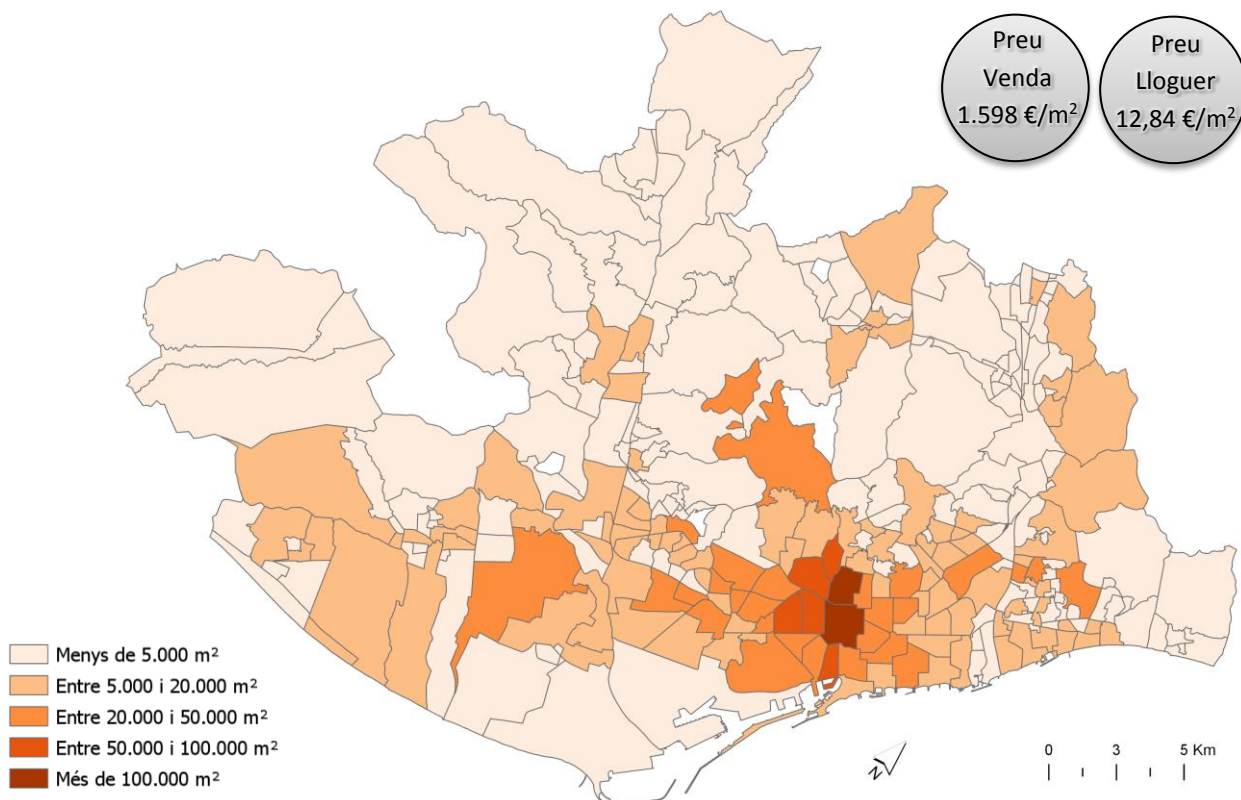 Preu
Venda
1.598 €/m²
Preu
Lloguer
12,84 €/m²
Menys de 5.000 m²
Entre 5.000 i 20.000 m²
Entre 20.000 i 50.000 m²
Entre 50.000 i 100.000 m²
Més de 100.000 m²
N
0 3 5 Km